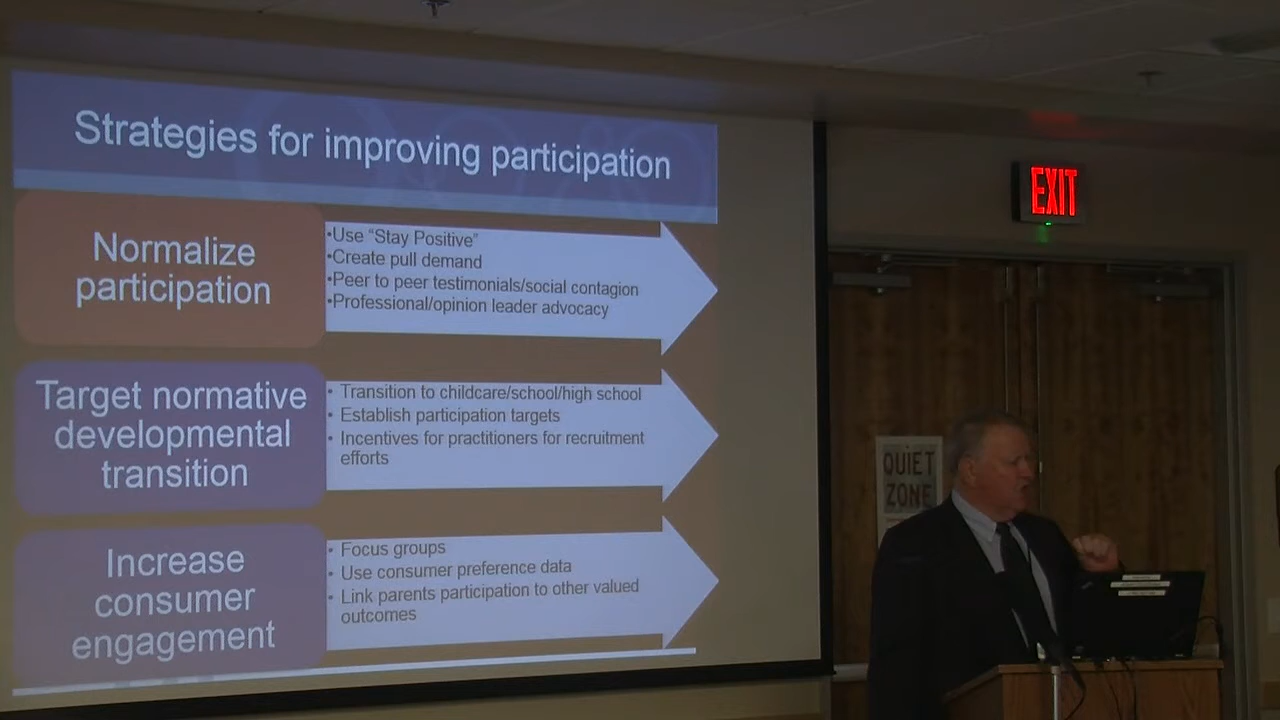 Strategies for improving participation
Normalize
participation
•Use “Stay Positive”
•Create pull demand
•Peer to peer testimonials/social contagion
•Professional/opinion leader advocacy
Target normative
developmental
transition
• Transition to childcare/school/high school
• Establish participation targets
• Incentives for practitioners for recruitment
efforts
Increase
consumer
engagement
• Focus groups
• Use consumer preference data
• Link parents participation to other valued
outcomes
EXIT
QUIET
ZONE